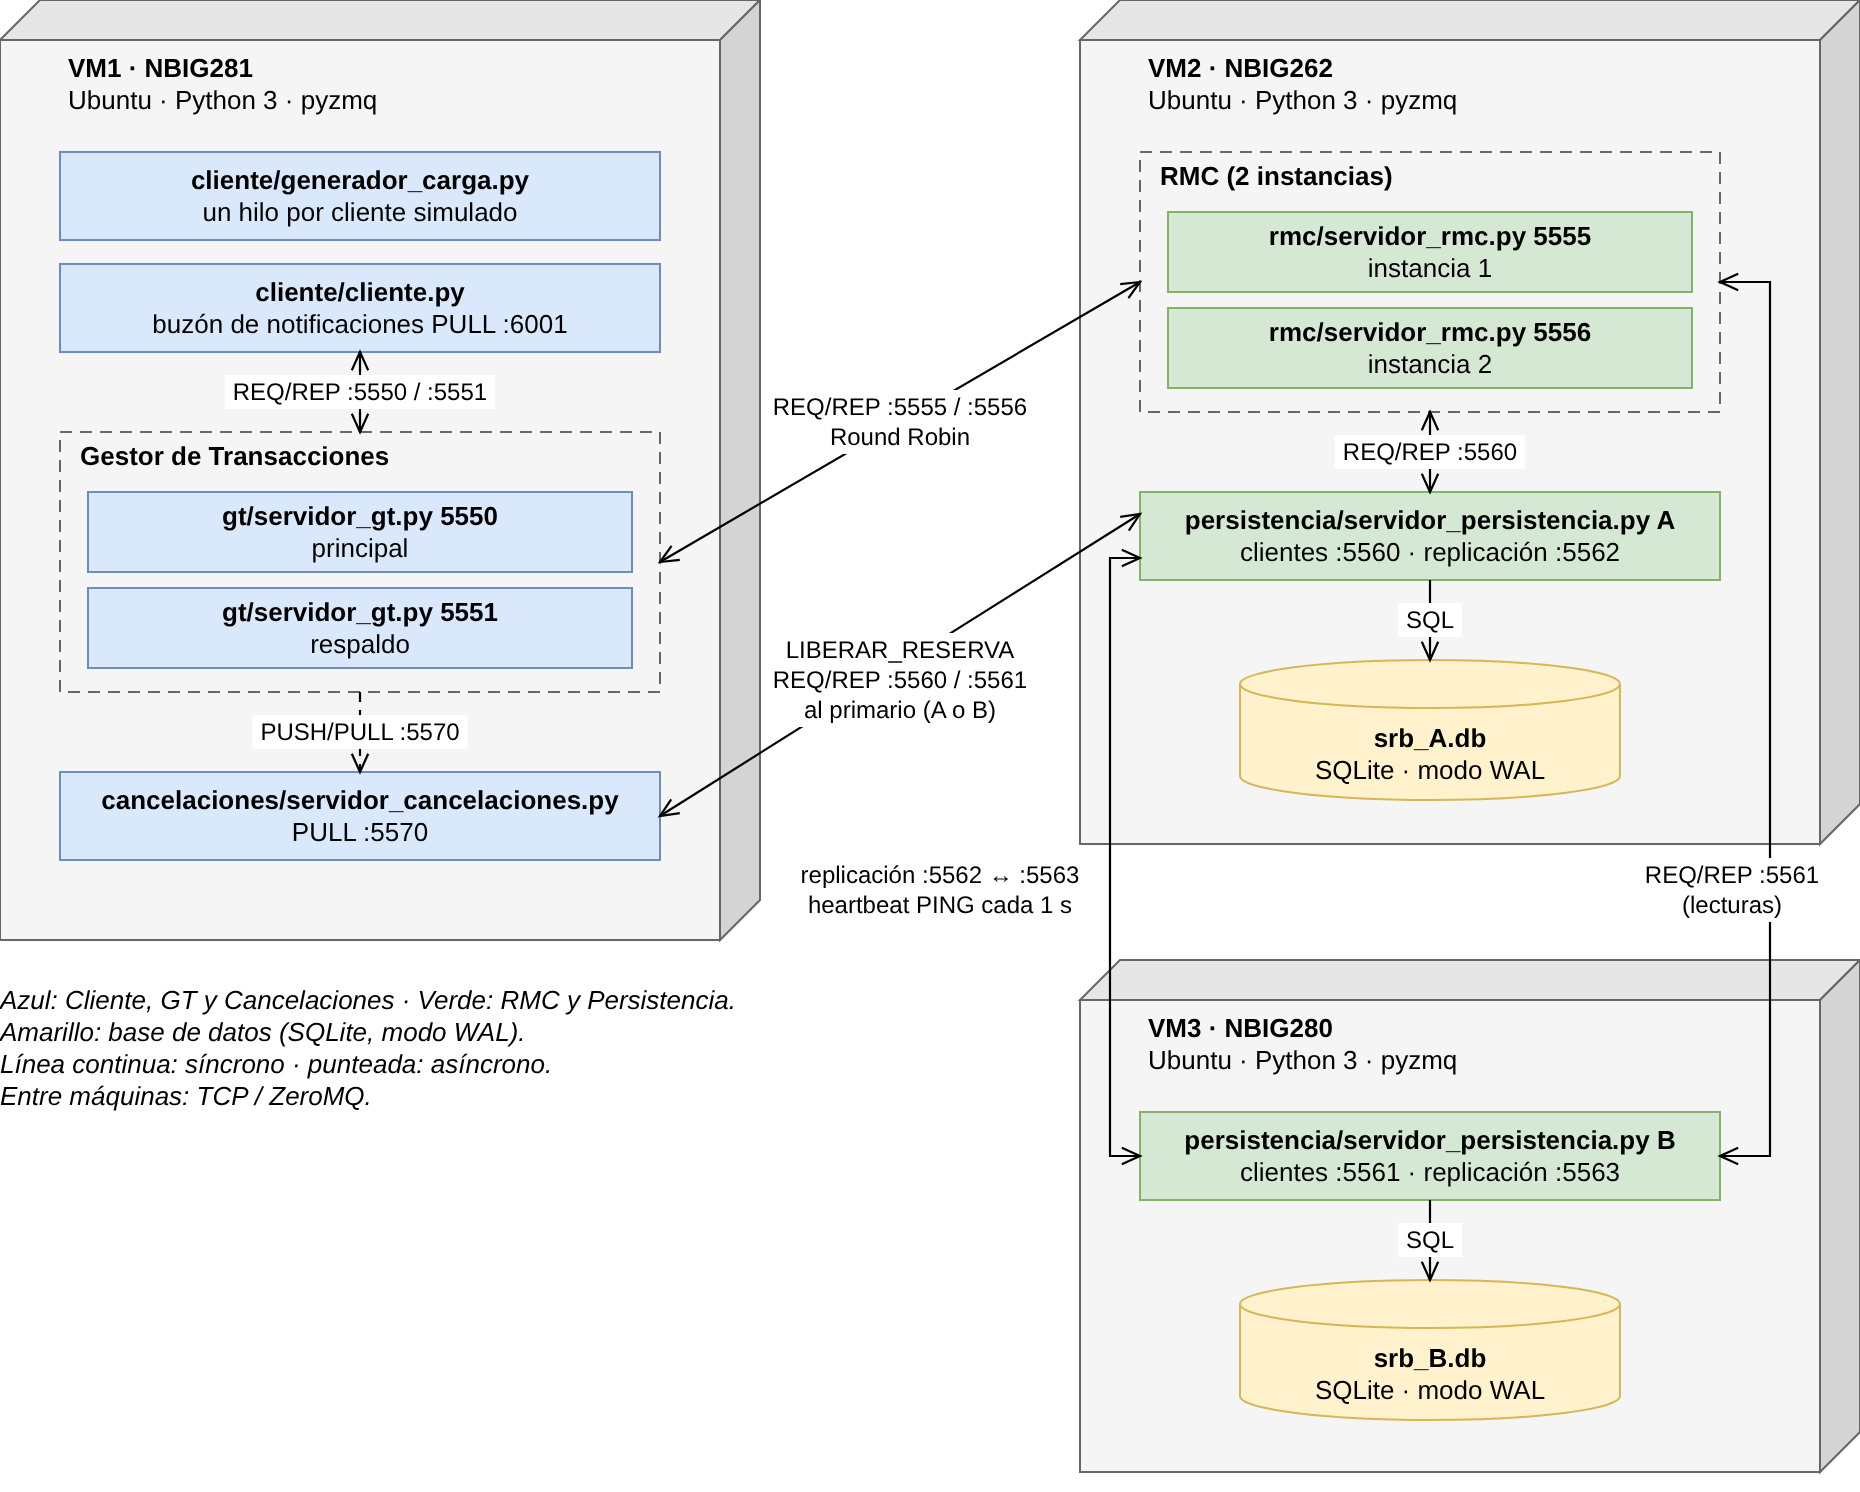 VM1 · NBIG281
Ubuntu · Python 3 · pyzmq
cliente/generador_carga.py
un hilo por cliente simulado
cliente/cliente.py
buzón de notificaciones PULL :6001
REQ/REP :5550 / :5551
Gestor de Transacciones
gt/servidor_gt.py 5550
principal
gt/servidor_gt.py 5551
respaldo
PUSH/PULL :5570
cancelaciones/servidor_cancelaciones.py
PULL :5570
REQ/REP :5555 / :5556
Round Robin
LIBERAR_RESERVA
REQ/REP :5560 / :5561
al primario (A o B)
replicación :5562 ↔ :5563
heartbeat PING cada 1 s
VM2 · NBIG262
Ubuntu · Python 3 · pyzmq
RMC (2 instancias)
rmc/servidor_rmc.py 5555
instancia 1
rmc/servidor_rmc.py 5556
instancia 2
REQ/REP :5560
persistencia/servidor_persistencia.py A
clientes :5560 · replicación :5562
SQL
srb_A.db
SQLite · modo WAL
REQ/REP :5561
(lecturas)
VM3 · NBIG280
Ubuntu · Python 3 · pyzmq
persistencia/servidor_persistencia.py B
clientes :5561 · replicación :5563
SQL
srb_B.db
SQLite · modo WAL
Azul: Cliente, GT y Cancelaciones · Verde: RMC y Persistencia.
Amarillo: base de datos (SQLite, modo WAL).
Línea continua: síncrono · punteada: asíncrono.
Entre máquinas: TCP / ZeroMQ.